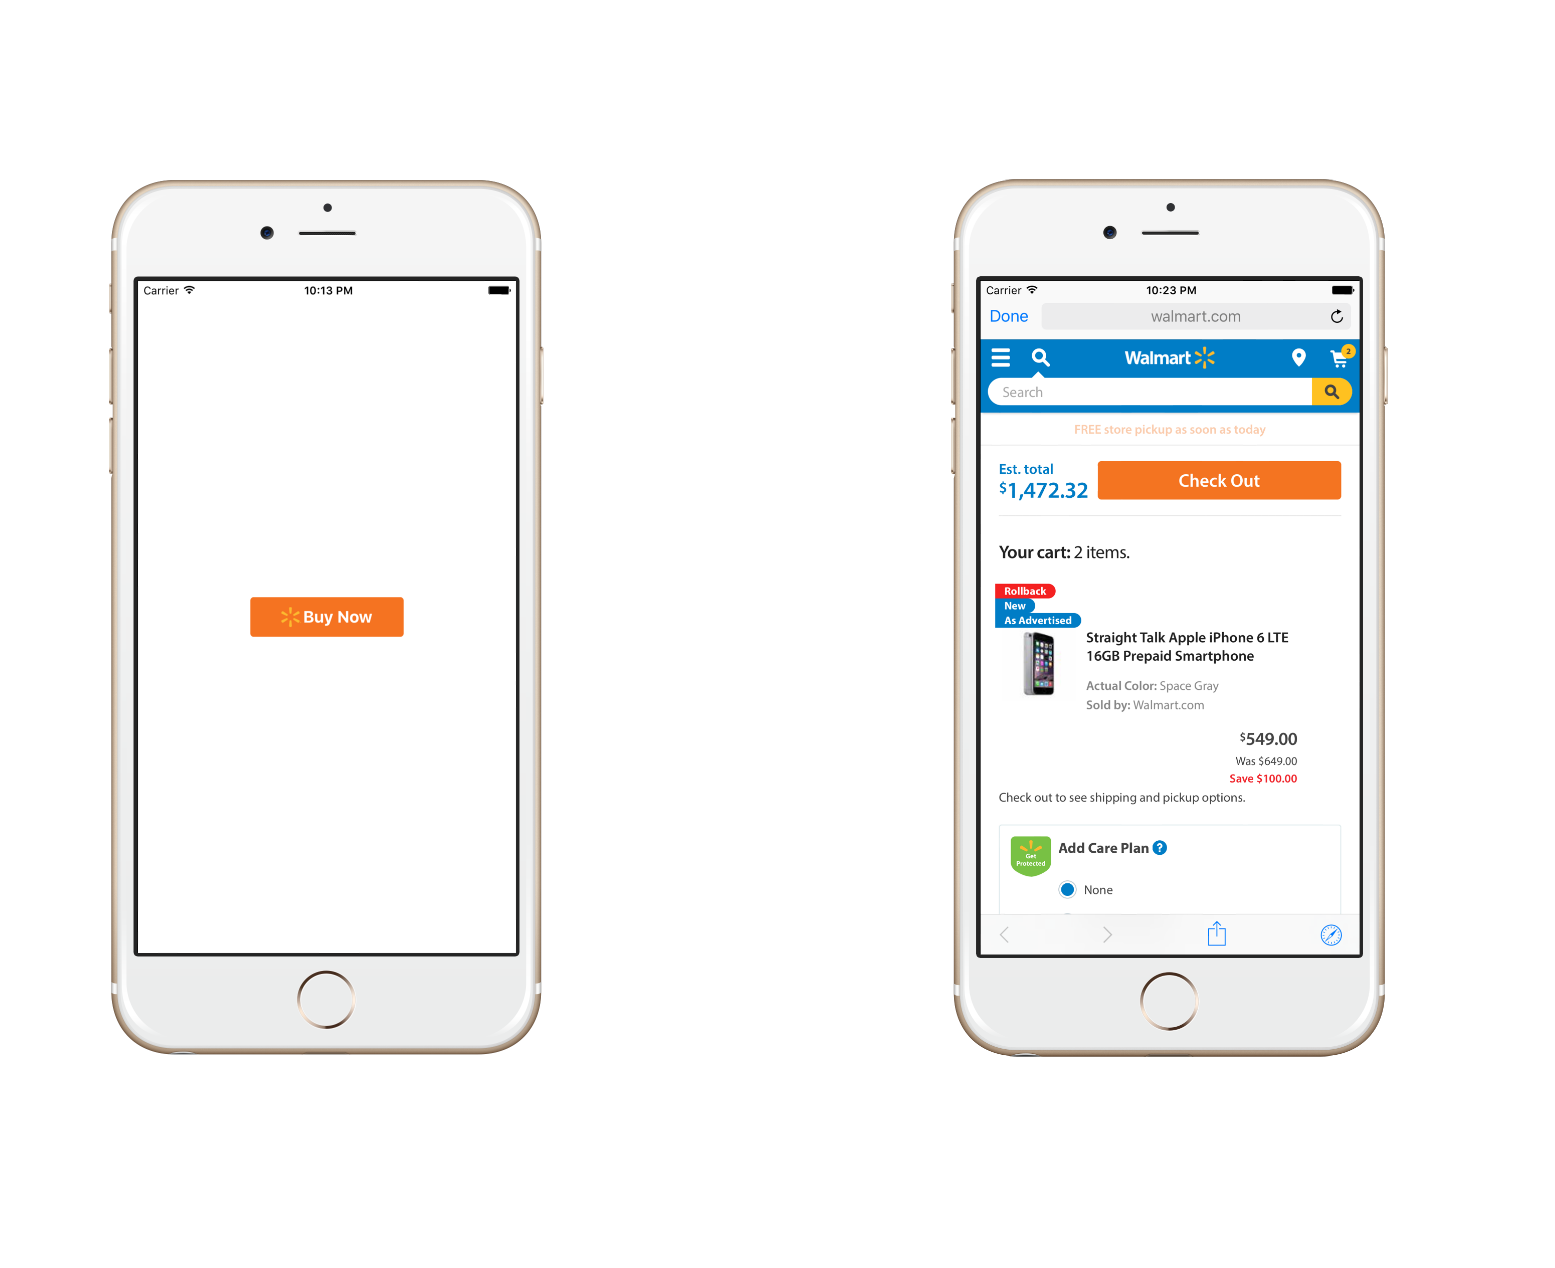 Carrier
10:13 PM
Buy Now
Carrier
10:23 PM
Done
walmart.com
Walmart
2
Search
FREE store pickup as soon as today
Est. total
$1,472.32
Check Out
Your cart: 2 items.
Rollback
New
As Advertised
Straight Talk Apple iPhone 6 LTE
16GB Prepaid Smartphone
Actual Color: Space Gray
Sold by: Walmart.com
$549.00
Was $649.00
Save $100.00
Check out to see shipping and pickup options.
Get
Protected
Add Care Plan ?
None